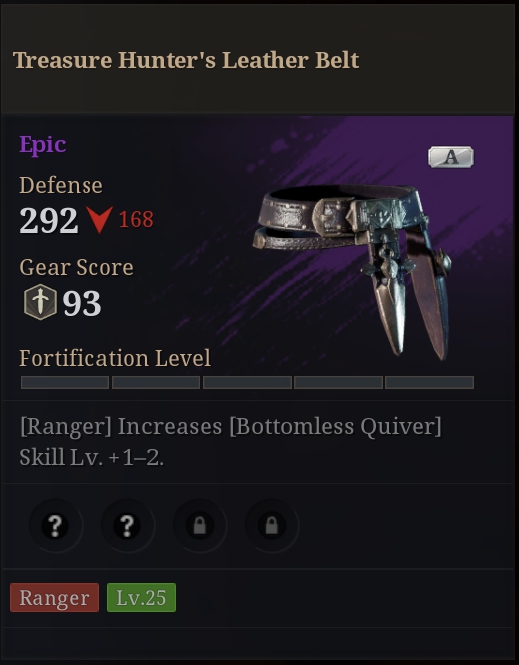 Treasure Hunter's Leather Belt
Epic
A
Defense
292 168
Gear Score
93
Fortification Level
[Ranger] Increases [Bottomless Quiver]
Skill Lv. +1–2.
? ?
Ranger Lv.25